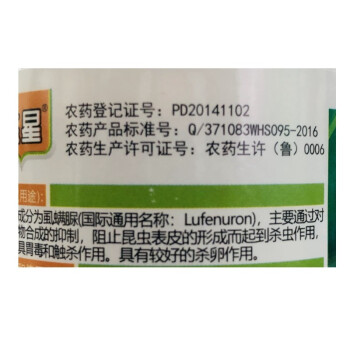 星®
农药登记证号：PD20141102
农药产品标准号：Q/371083WHS095-2016
农药生产许可证号：农药生许（鲁）0006
用途）：
成分为虱螨脲(国际通用名称：Lufenuron)，主要通过对
物合成的抑制，阻止昆虫表皮的形成而起到杀虫作用，
具胃毒和触杀作用。具有较好的杀卵作用。